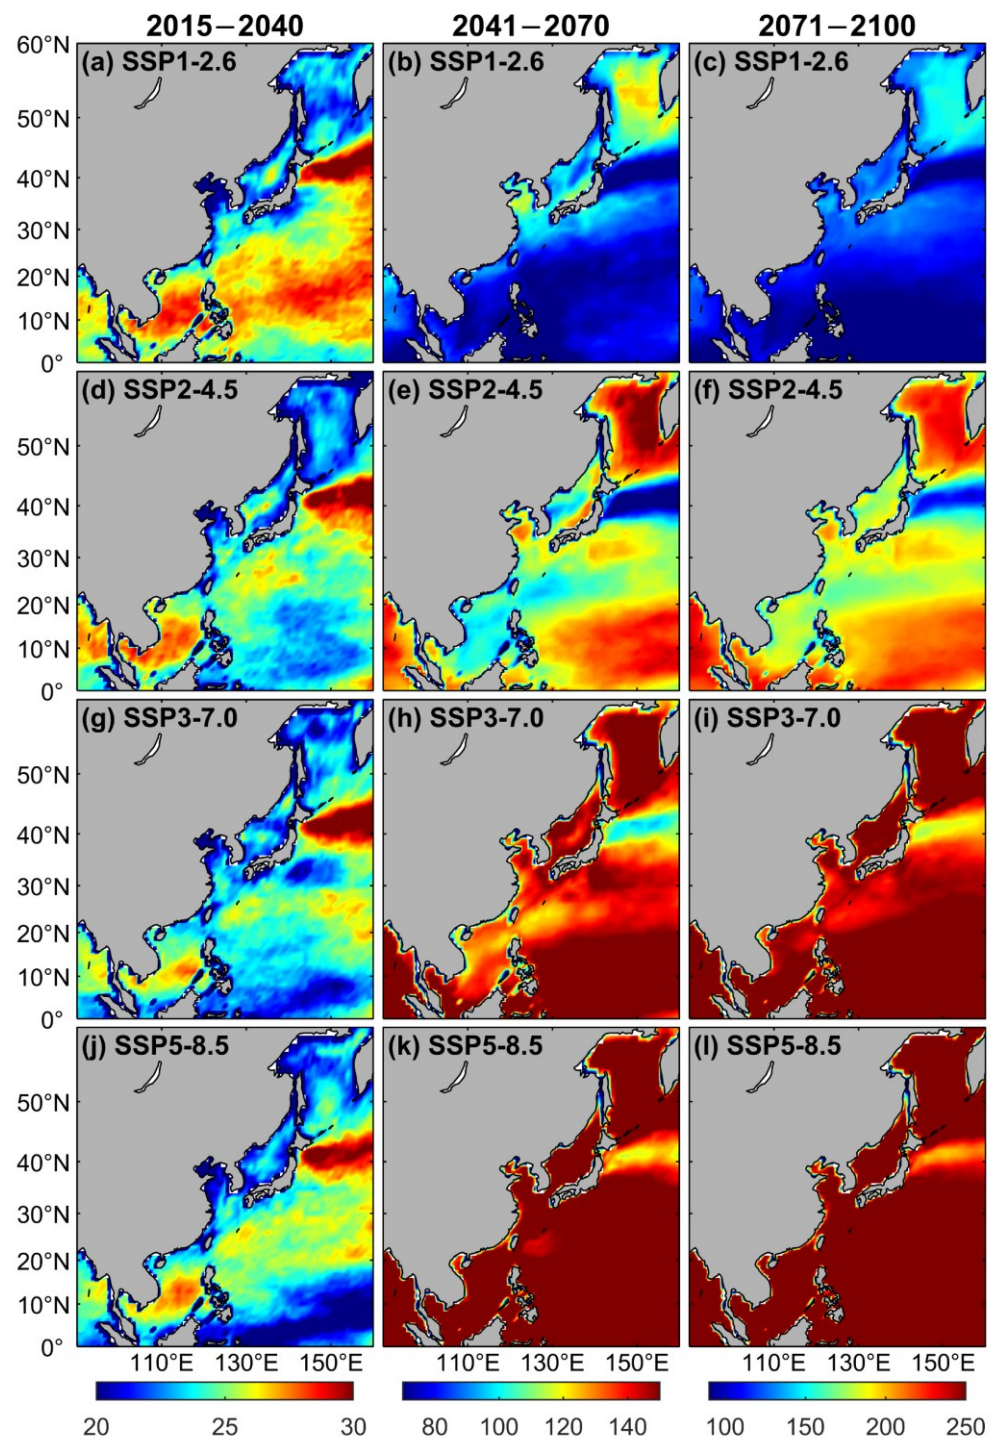 2015−2040 2041−2070 2071−2100
60°N (a) SSP1-2.6 (b) SSP1-2.6 (c) SSP1-2.6
50°N
40°N
30°N
20°N
10°N
0°
(d) SSP2-4.5 (e) SSP2-4.5 (f) SSP2-4.5
50°N
40°N
30°N
20°N
10°N
0°
(g) SSP3-7.0 (h) SSP3-7.0 (i) SSP3-7.0
50°N
40°N
30°N
20°N
10°N
0°
(j) SSP5-8.5 (k) SSP5-8.5 (l) SSP5-8.5
50°N
40°N
30°N
20°N
10°N
0°
110°E 130°E 150°E 110°E 130°E 150°E 110°E 130°E 150°E
20 25 30 80 100 120 140 100 150 200 250